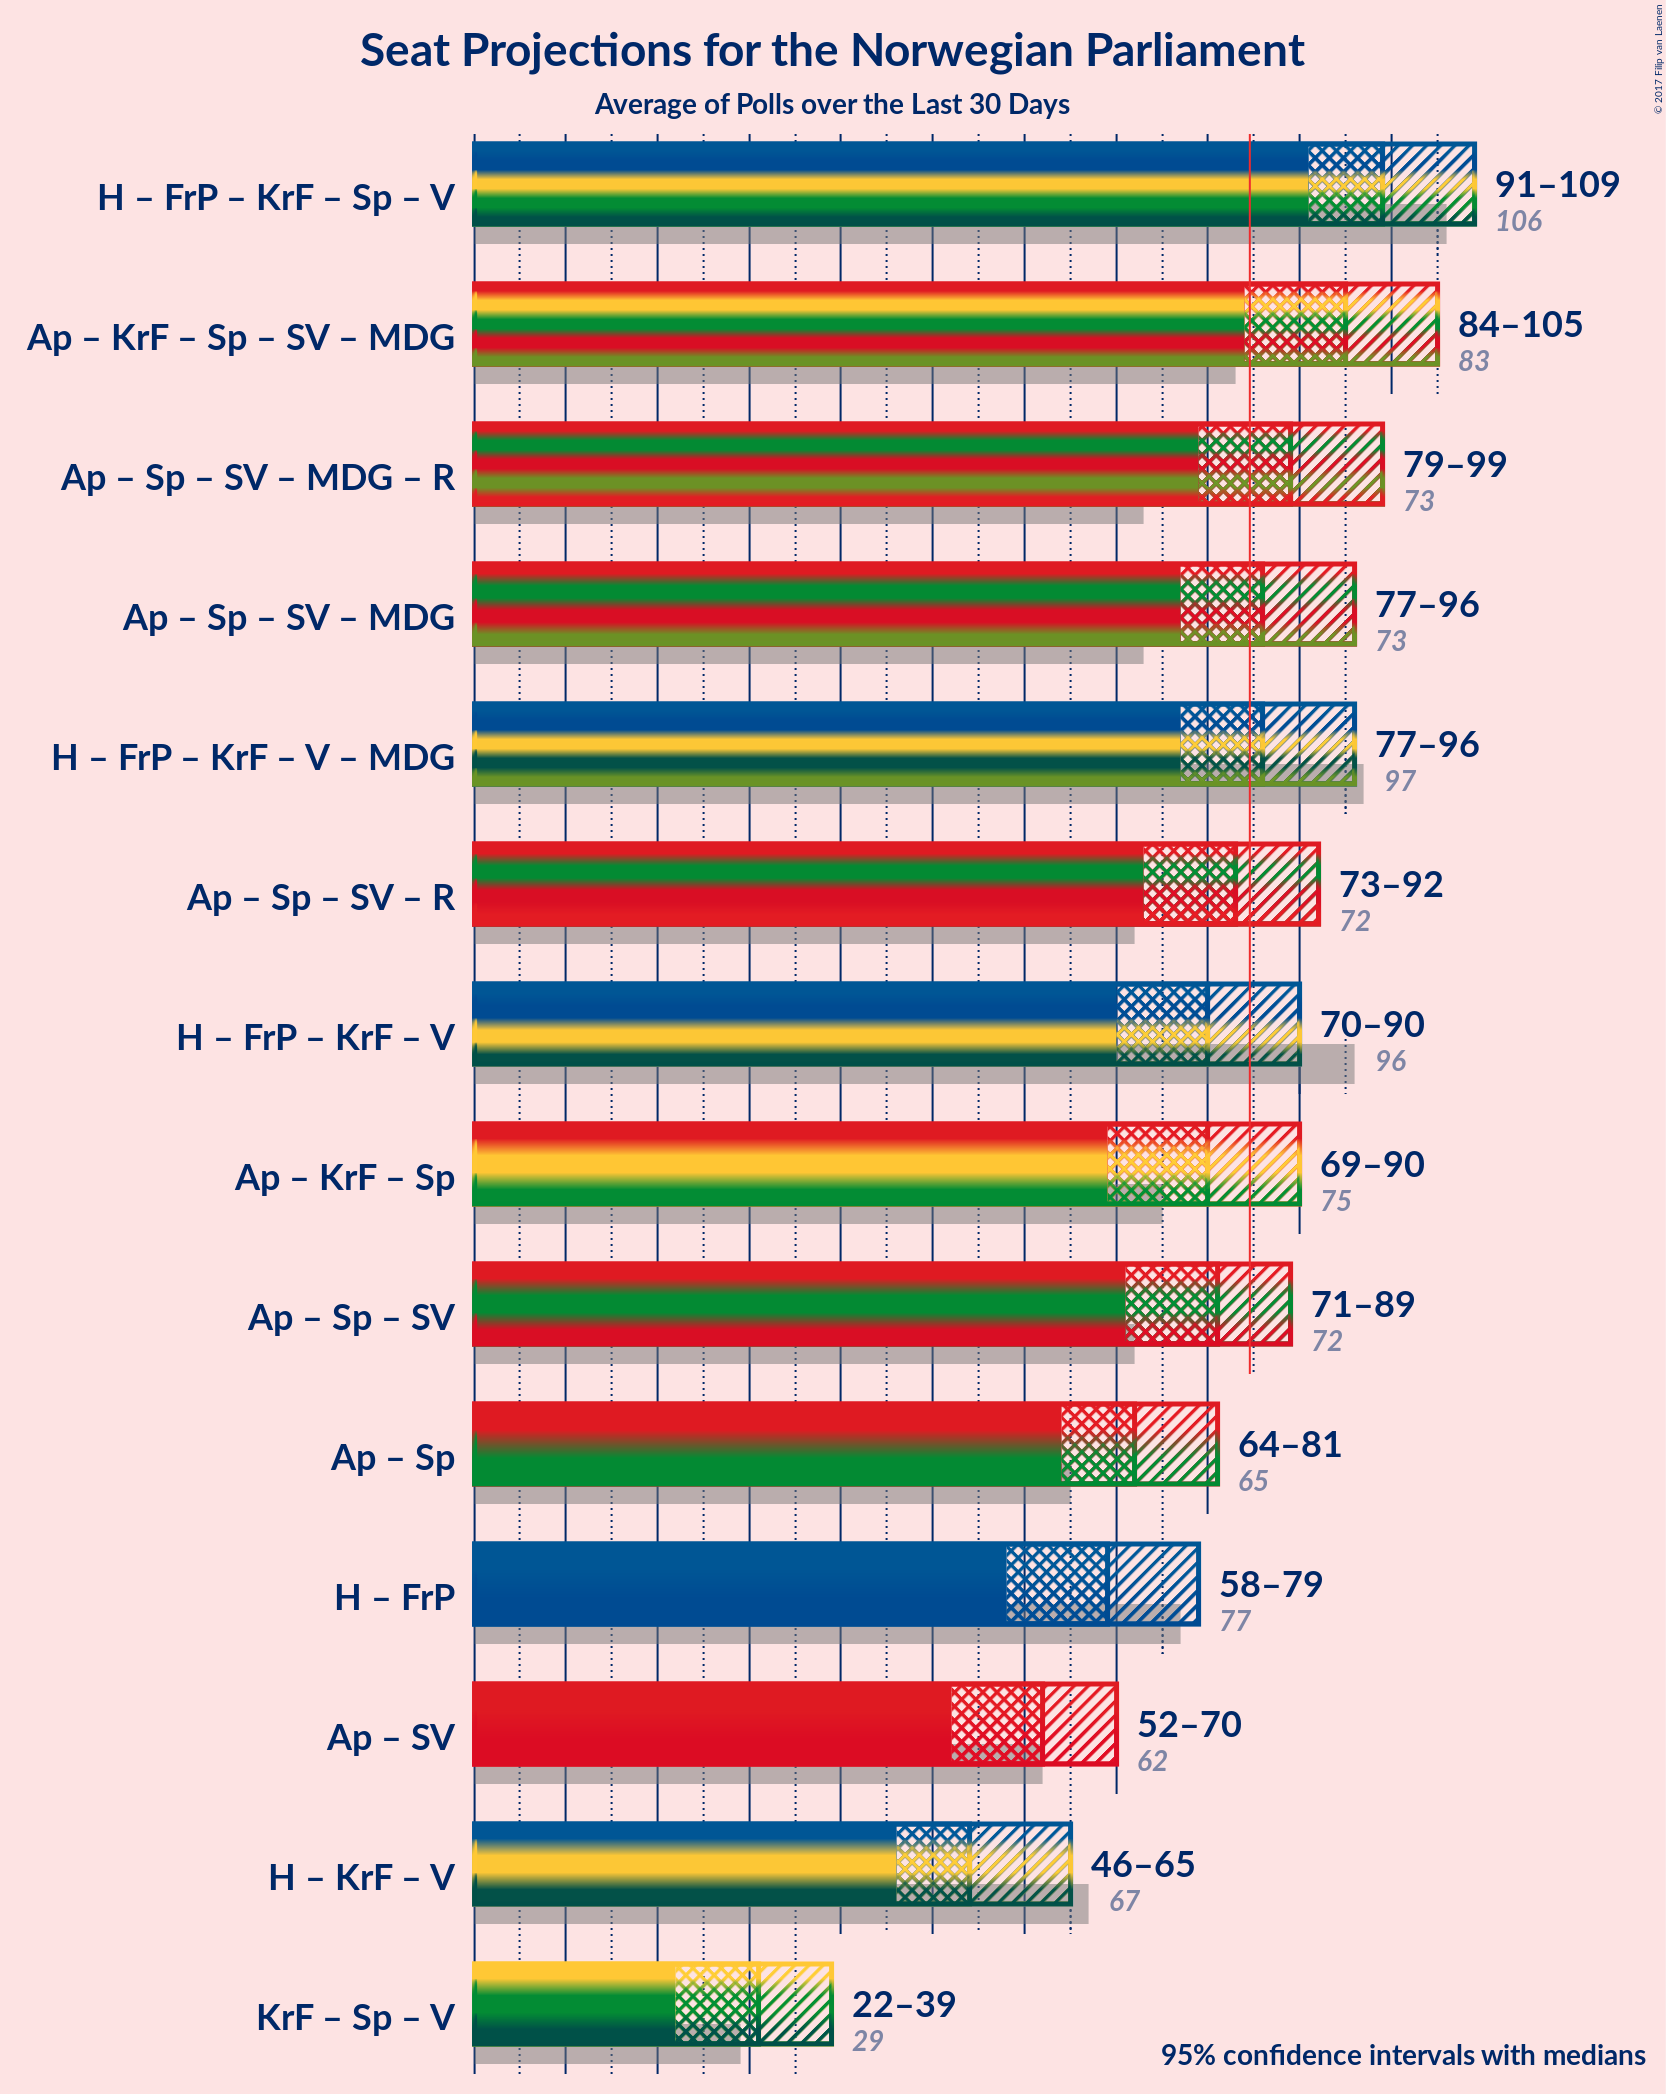 Seat Projections for the Norwegian Parliament
Average of Polls over the Last 30 Days
© 2017 Filip van Laenen
H – FrP – KrF – Sp – V
91–109
106
Ap – KrF – Sp – SV – MDG
84–105
83
Ap – Sp – SV – MDG – R
79–99
73
Ap – Sp – SV – MDG
77–96
73
H – FrP – KrF – V – MDG
77–96
97
Ap – Sp – SV – R
73–92
72
H – FrP – KrF – V
70–90
96
Ap – KrF – Sp
69–90
75
Ap – Sp – SV
71–89
72
Ap – Sp
64–81
65
H – FrP
58–79
77
Ap – SV
52–70
62
H – KrF – V
46–65
67
KrF – Sp – V
22–39
29
95% confidence intervals with medians